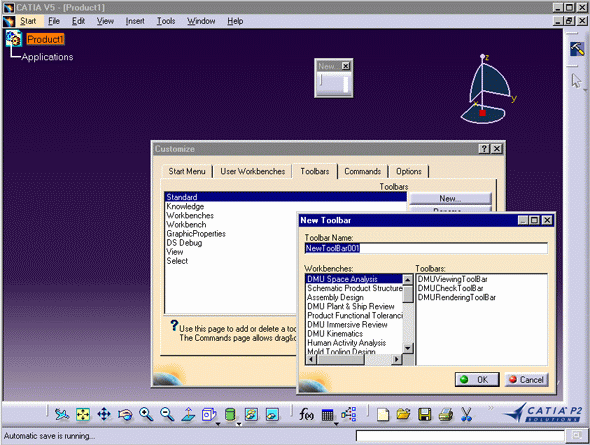 CATIA V5 - [Product1]
Start File Edit View Insert Tools Window Help
Product1
Applications
New...
z
y
x
Customize
Start Menu User Workbenches Toolbars Commands Options
Toolbars
Standard
Knowledge
Workbenches
Workbench
GraphicProperties
DS Debug
View
Select
New...
New Toolbar
Toolbar Name:
NewToolBar001
Workbenches:
DMU Space Analysis
Schematic Product Structure
Assembly Design
DMU Plant & Ship Review
Product Functional Toleranci
DMU Immersive Review
DMU Kinematics
Human Activity Analysis
Mold Tooling Design
Toolbars:
DMUViewingToolBar
DMUCheckToolBar
DMURenderingToolBar
? Use this page to add or delete a too
The Commands page allows drag&d
OK Cancel
f(x)
CATIA P2
SOLUTIONS
Automatic save is running...